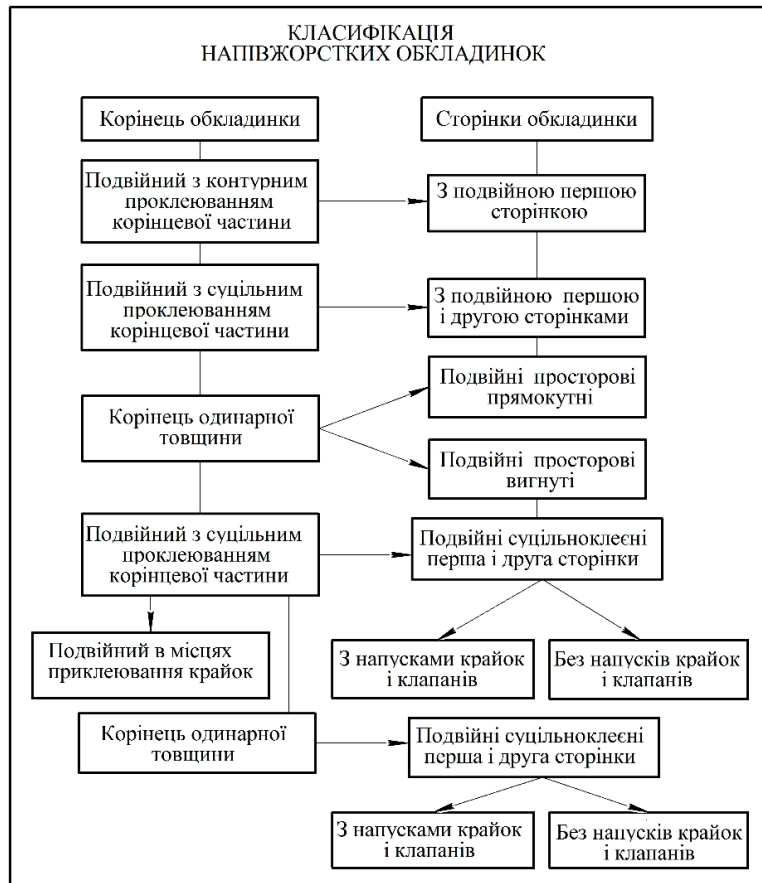 КЛАСИФІКАЦІЯ
НАПІВЖОРСТКИХ ОБКЛАДИНОК
Корінець обкладинки
Сторінки обкладинки
Подвійний з контурним
проклеюванням
корінцевої частини
З подвійною першою
сторінкою
Подвійний з суцільним
проклеюванням
корінцевої частини
З подвійною першою
і другою сторінками
Корінець одинарної
товщини
Подвійні просторові
прямокутні
Подвійні просторові
вигнуті
Подвійний з суцільним
проклеюванням
корінцевої частини
Подвійні суцільноклеєні
перша і друга сторінки
Подвійний в місцях
приклеювання крайок
З напусками крайок
і клапанів
Без напусків крайок
і клапанів
Корінець одинарної
товщини
Подвійні суцільноклеєні
перша і друга сторінки
З напусками крайок
і клапанів
Без напусків крайок
і клапанів